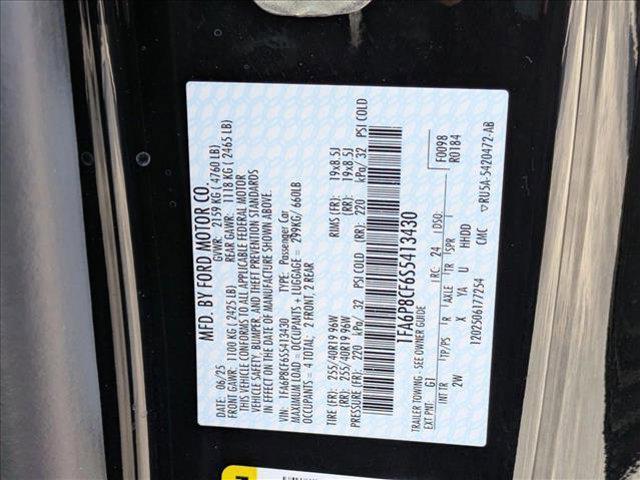 MFD. BY FORD MOTOR CO.
DATE: 06/25 GVWR: 2159 KG ( 4760 LB)
FRONT GAWR: 1100 KG ( 2425 LB) REAR GAWR: 1118 KG ( 2465 LB)
THIS VEHICLE CONFORMS TO ALL APPLICABLE FEDERAL MOTOR
VEHICLE SAFETY, BUMPER, AND THEFT PREVENTION STANDARDS
IN EFFECT ON THE DATE OF MANUFACTURE SHOWN ABOVE.
VIN: 1FA6P8CF6S5413430 TYPE: Passenger Car
MAXIMUM LOAD = OCCUPANTS + LUGGAGE = 299KG/ 660LB
OCCUPANTS = 4 TOTAL; 2 FRONT, 2 REAR
TIRE (FR): 255/40R19 96W RIMS (FR): 19x8.5J
(RR): 255/40R19 96W (RR): 19x8.5J
PRESSURE (FR): 220 kPa/ 32 PSI COLD (RR): 220 kPa/ 32 PSI COLD
1FA6P8CF6S5413430
TRAILER TOWING - SEE OWNER GUIDE F0098
R0184
EXT PNT: G1 RC: 24 DSO:
INT TR TP/PS R AXLE TR SPR
2W X YA U HHDD
1202506177254 CMC ▽RU5A-5420472-AB